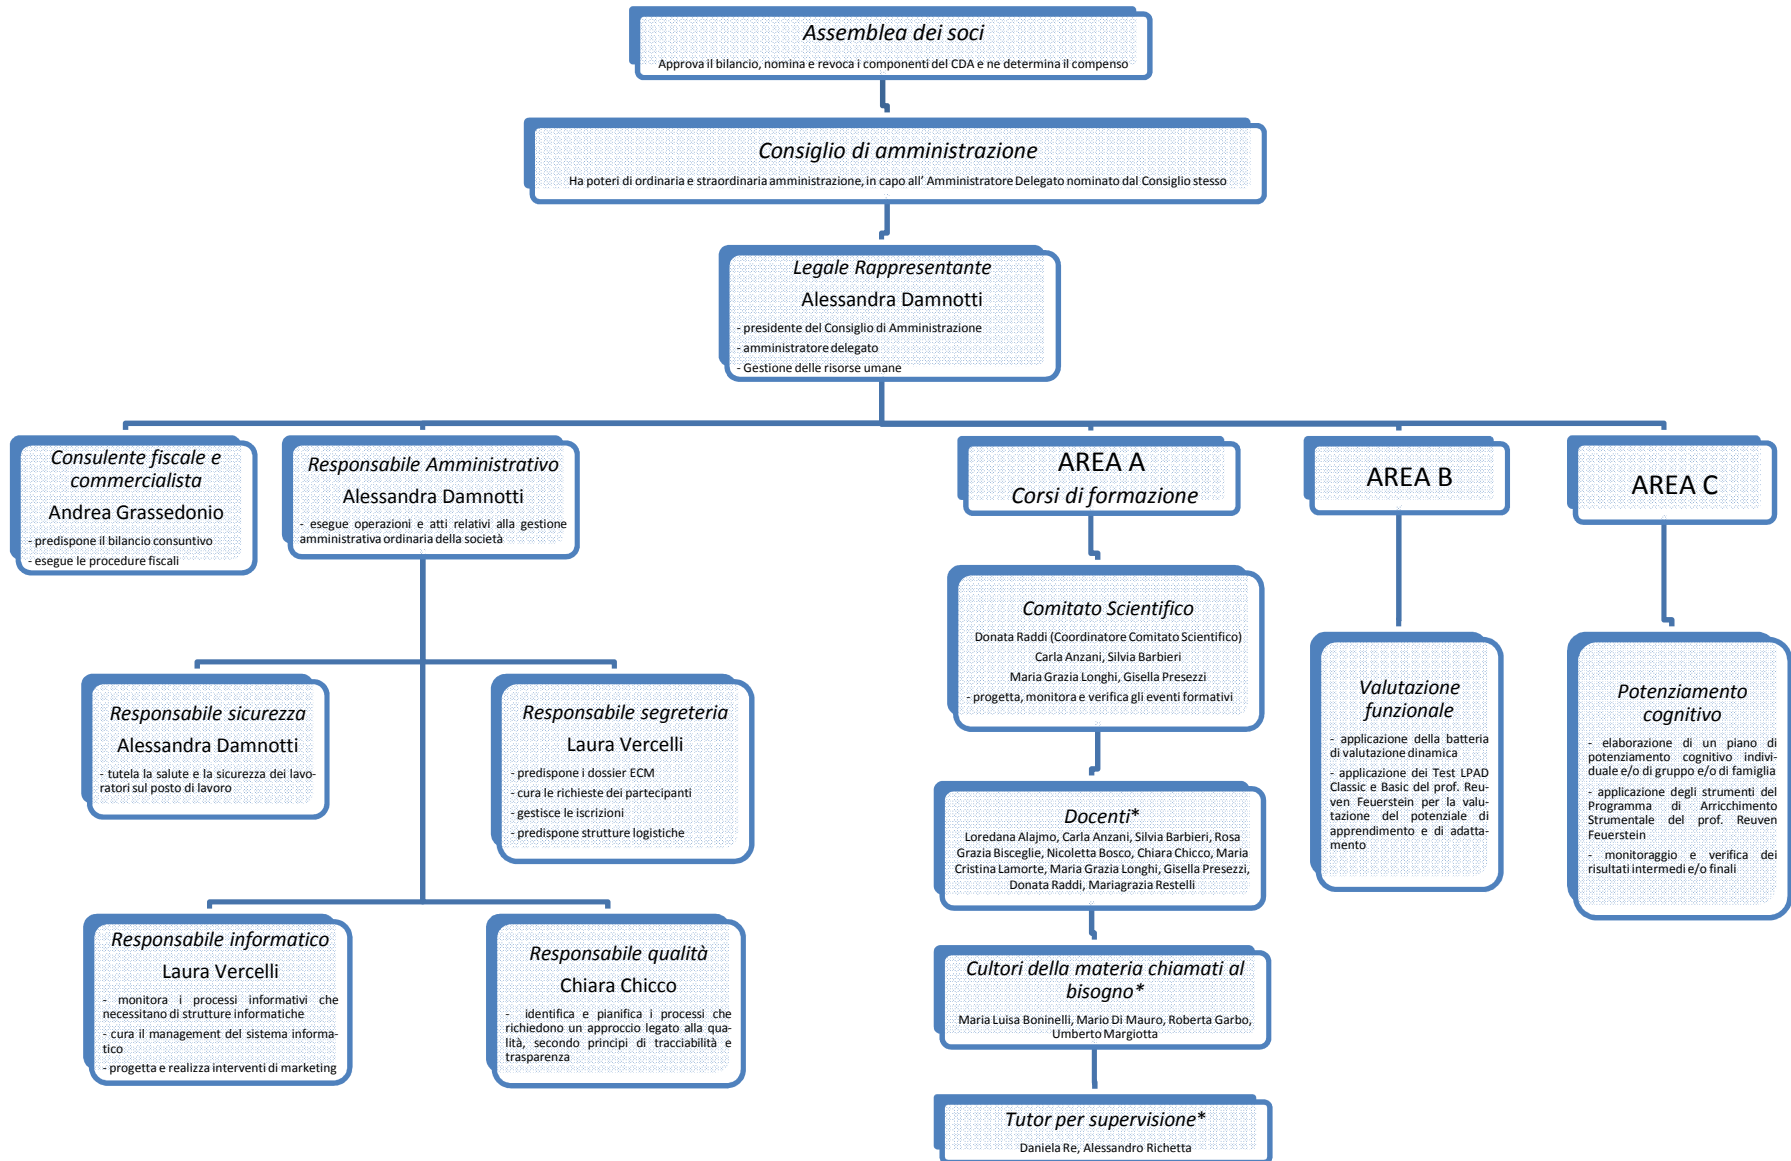 Assemblea dei soci
Approva il bilancio, nomina e revoca i componenti del CDA e ne determina il compenso
Consiglio di amministrazione
Ha poteri di ordinaria e straordinaria amministrazione, in capo all' Amministratore Delegato nominato dal Consiglio stesso
Legale Rappresentante
Alessandra Damnotti
- presidente del Consiglio di Amministrazione
- amministratore delegato
- Gestione delle risorse umane
Consulente fiscale e
commercialista
Andrea Grassedonio
- predispone il bilancio consuntivo
- esegue le procedure fiscali
Responsabile Amministrativo
Alessandra Damnotti
- esegue operazioni e atti relativi alla gestione
amministrativa ordinaria della società
AREA A
Corsi di formazione
AREA B
AREA C
Responsabile sicurezza
Alessandra Damnotti
- tutela la salute e la sicurezza dei lavo-
ratori sul posto di lavoro
Responsabile segreteria
Laura Vercelli
- predispone i dossier ECM
- cura le richieste dei partecipanti
- gestisce le iscrizioni
- predispone strutture logistiche
Responsabile informatico
Laura Vercelli
- monitora i processi informativi che
necessitano di strutture informatiche
- cura il management del sistema informa-
tico
- progetta e realizza interventi di marketing
Responsabile qualità
Chiara Chicco
- identifica e pianifica i processi che
richiedono un approccio legato alla qua-
lità, secondo principi di tracciabilità e
trasparenza
Comitato Scientifico
Donata Raddi (Coordinatore Comitato Scientifico)
Carla Anzani, Silvia Barbieri
Maria Grazia Longhi, Gisella Presezzi
- progetta, monitora e verifica gli eventi formativi
Docenti*
Loredana Alajmo, Carla Anzani, Silvia Barbieri, Rosa
Grazia Bisceglie, Nicoletta Bosco, Chiara Chicco, Maria
Cristina Lamorte, Maria Grazia Longhi, Gisella Presezzi,
Donata Raddi, Mariagrazia Restelli
Cultori della materia chiamati al
bisogno*
Maria Luisa Boninelli, Mario Di Mauro, Roberta Garbo,
Umberto Margiotta
Tutor per supervisione*
Daniela Re, Alessandro Richetta
Valutazione
funzionale
- applicazione della batteria
di valutazione dinamica
- applicazione dei Test LPAD
Classic e Basic del prof. Reu-
ven Feuerstein per la valu-
tazione del potenziale di
apprendimento e di adatta-
mento
Potenziamento
cognitivo
- elaborazione di un piano di
potenziamento cognitivo indivi-
duale e/o di gruppo e/o di famiglia
- applicazione degli strumenti del
Programma di Arricchimento
Strumentale del prof. Reuven
Feuerstein
- monitoraggio e verifica dei
risultati intermedi e/o finali